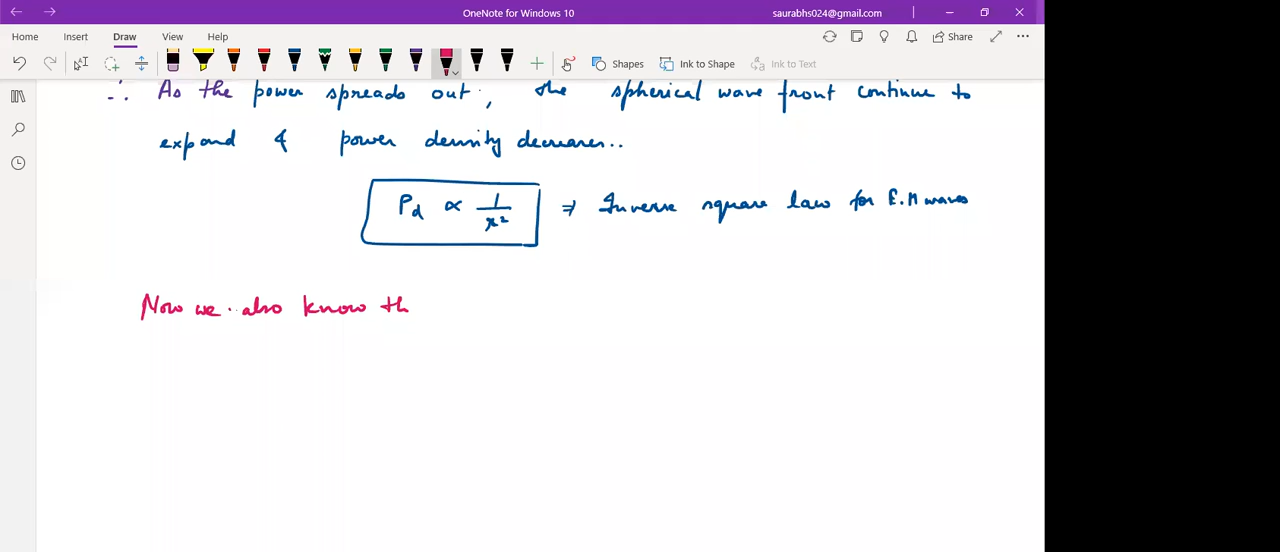 OneNote for Windows 10
saurabhs024@gmail.com
Home Insert Draw View Help
Share
Shapes Ink to Shape Ink to Text
∴ As the power spreads out, the spherical wave front continue to
expand & power density decreases..
Pd ∝ 1/x² ⇒ Inverse square law for E.M waves
Now we also know th